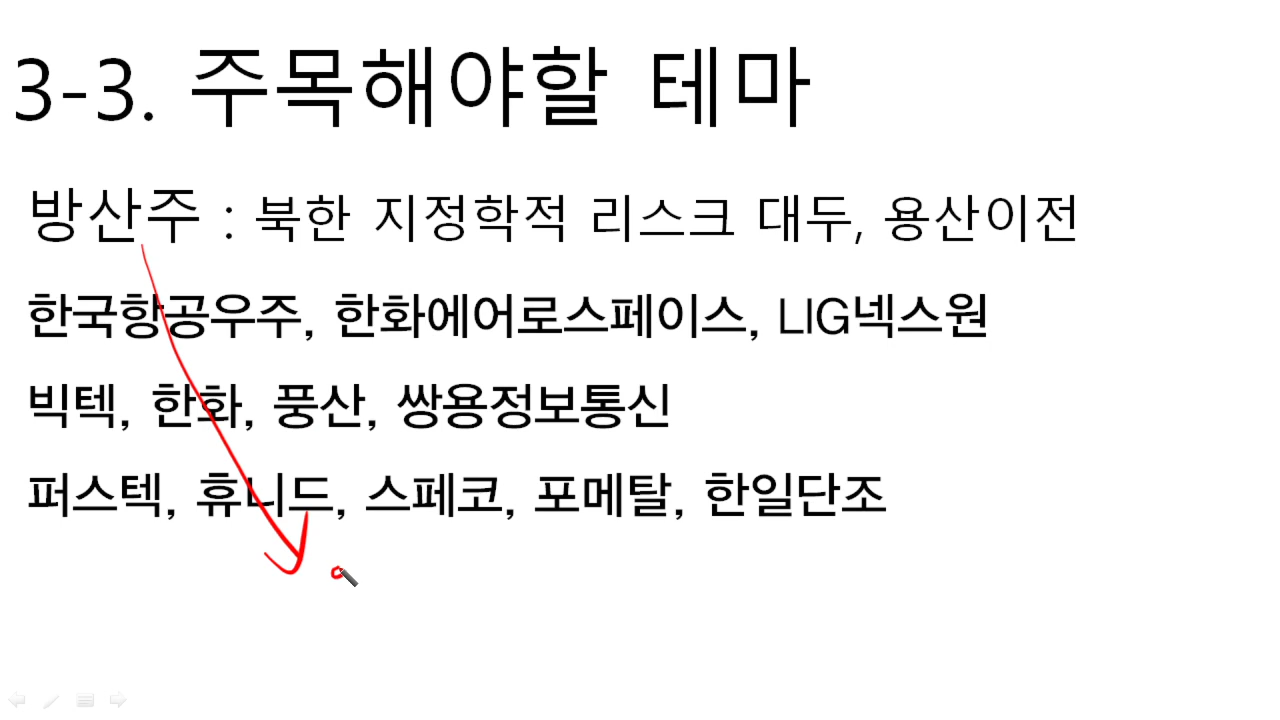 3-3. 주목해야할 테마
방산주 : 북한 지정학적 리스크 대두, 용산이전
한국항공우주, 한화에어로스페이스, LIG넥스원
빅텍, 한화, 풍산, 쌍용정보통신
퍼스텍, 휴니드, 스페코, 포메탈, 한일단조